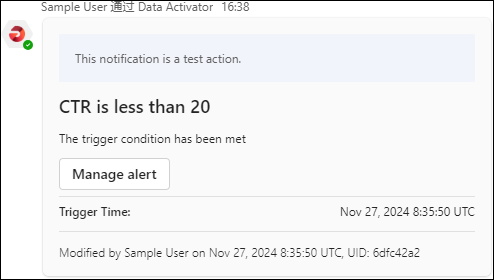 Sample User 通过 Data Activator 16:38
This notification is a test action.
CTR is less than 20
The trigger condition has been met
Manage alert
Trigger Time: Nov 27, 2024 8:35:50 UTC
Modified by Sample User on Nov 27, 2024 8:35:50 UTC, UID: 6dfc42a2